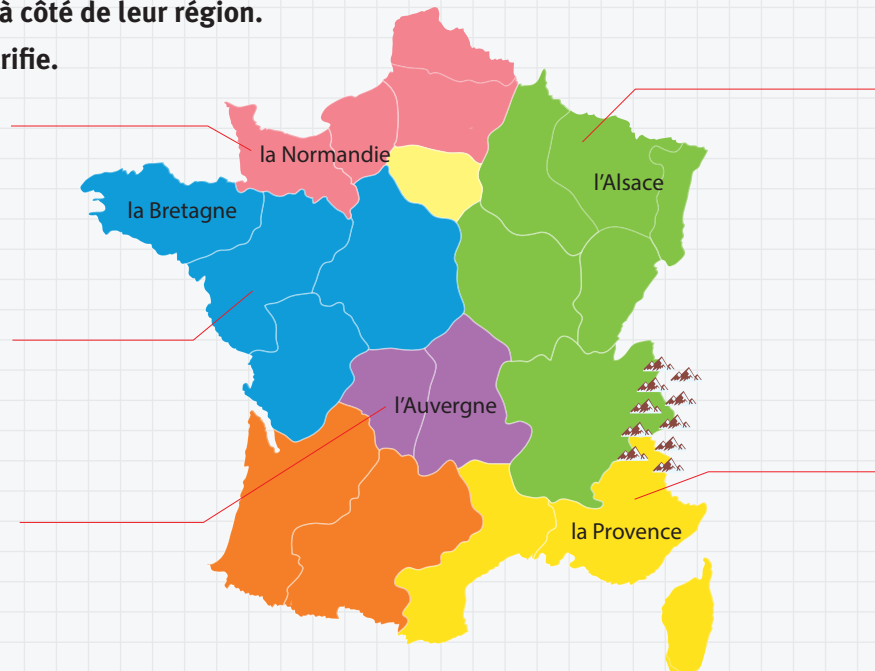 à côté de leur région.
rifie.
la Normandie
l'Alsace
la Bretagne
l'Auvergne
la Provence